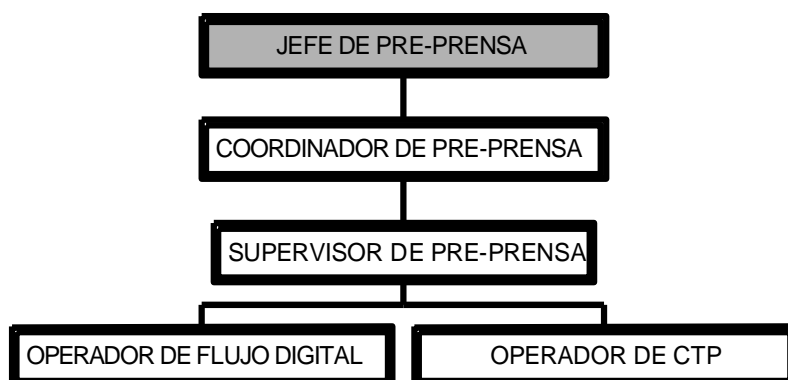 JEFE DE PRE-PRENSA
COORDINADOR DE PRE-PRENSA
SUPERVISOR DE PRE-PRENSA
OPERADOR DE FLUJO DIGITAL
OPERADOR DE CTP